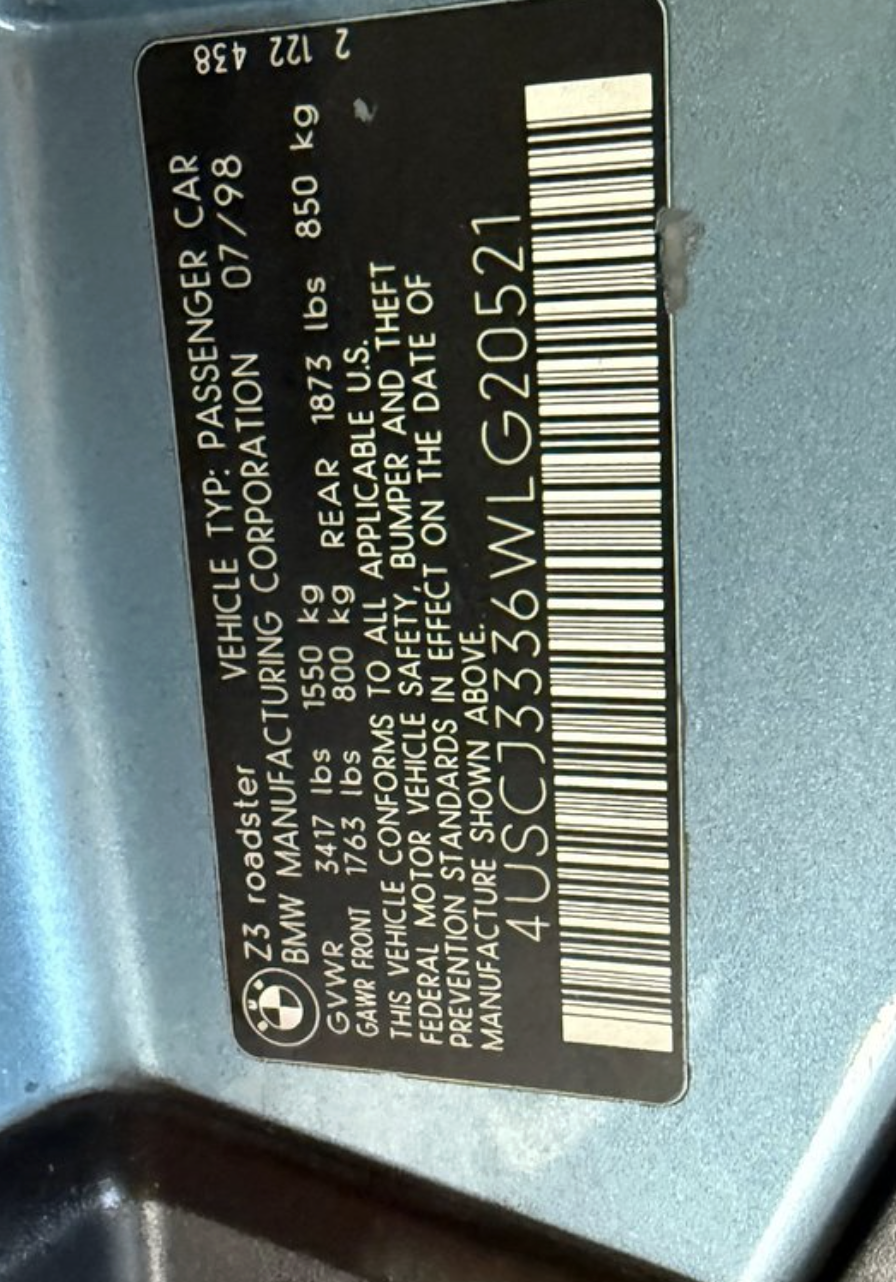 Z3 roadster VEHICLE TYP: PASSENGER CAR
BMW MANUFACTURING CORPORATION 07/98
GVWR 3417 lbs 1550 kg
GAWR FRONT 1763 lbs 800 kg REAR 1873 lbs 850 kg
THIS VEHICLE CONFORMS TO ALL APPLICABLE U.S.
FEDERAL MOTOR VEHICLE SAFETY, BUMPER AND THEFT
PREVENTION STANDARDS IN EFFECT ON THE DATE OF
MANUFACTURE SHOWN ABOVE.
4USCJ3336WLG20521
2 122 438